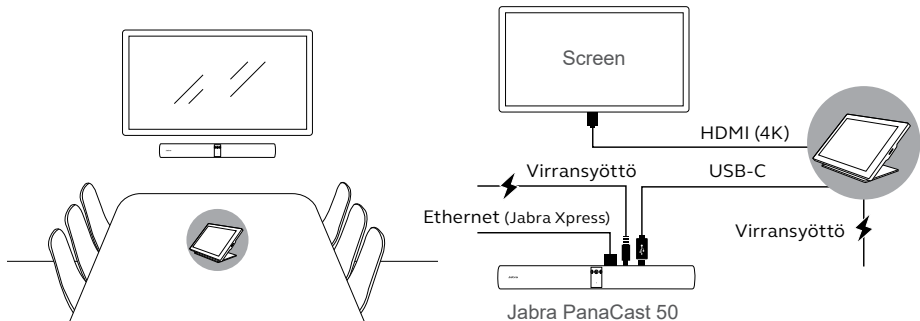 Screen
HDMI (4K)
Virransyöttö
USB-C
Ethernet (Jabra Xpress)
Virransyöttö
Jabra PanaCast 50